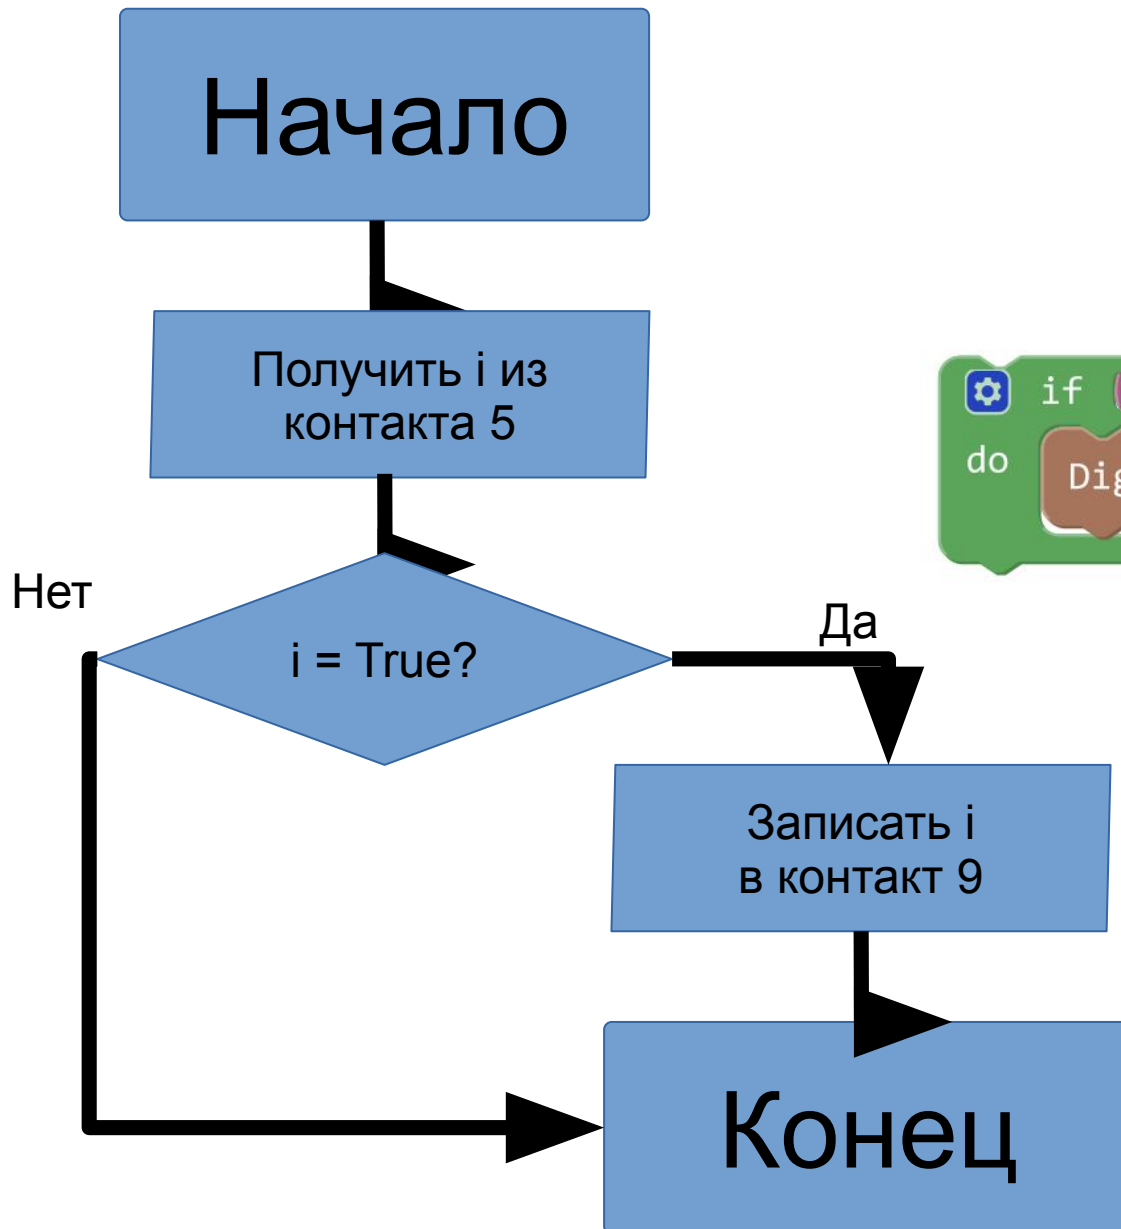 Начало
Получить i из
контакта 5
if
do
Нет
i = True?
Да
Записать i
в контакт 9
Конец